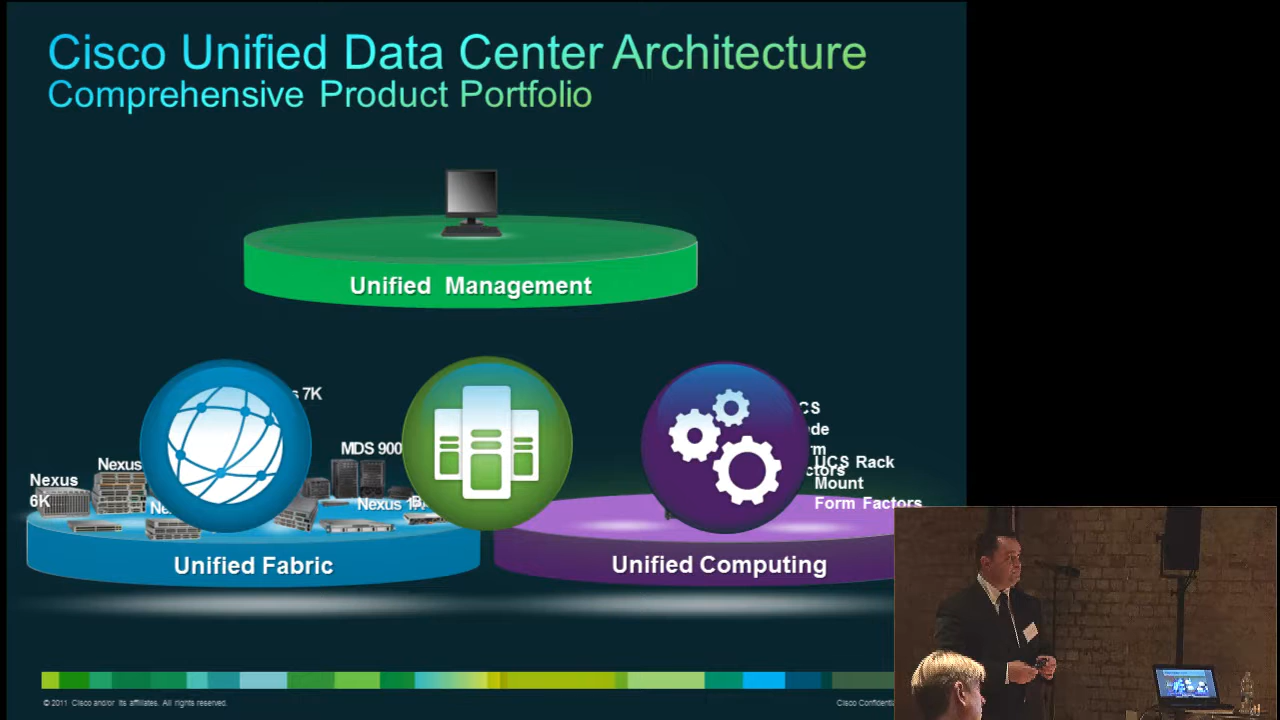 Cisco Unified Data Center Architecture
Comprehensive Product Portfolio
Unified Management
7K
MDS 900
Nexus
Nexus
6K
Nexus
UCS Rack
Mount
Form Factors
Unified Fabric
Unified Computing
© 2011 Cisco and/or its affiliates. All rights reserved.
Cisco